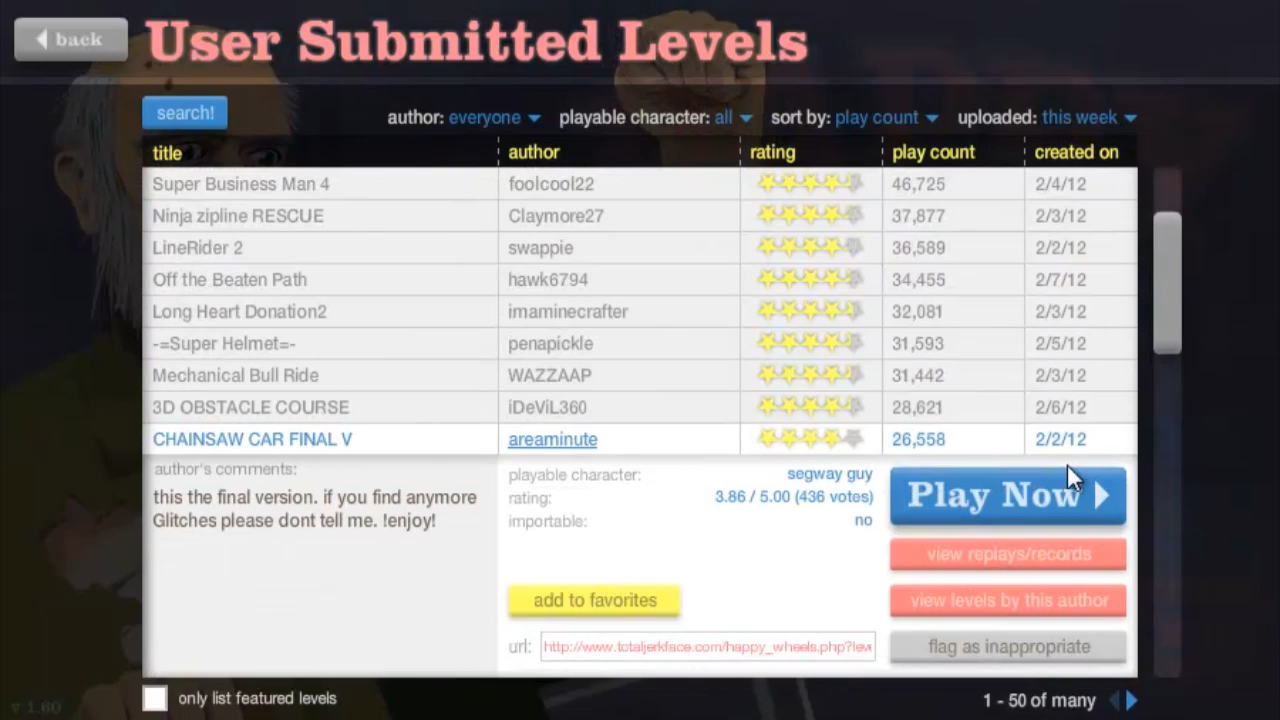 back
User Submitted Levels
search!
author: everyone playable character: all sort by: play count uploaded: this week
title author rating play count created on
Super Business Man 4 foolcool22 46,725 2/4/12
Ninja zipline RESCUE Claymore27 37,877 2/3/12
LineRider 2 swappie 36,589 2/2/12
Off the Beaten Path hawk6794 34,455 2/7/12
Long Heart Donation2 imaminecrafter 32,081 2/3/12
-=Super Helmet=- penapickle 31,593 2/5/12
Mechanical Bull Ride WAZZAAP 31,442 2/3/12
3D OBSTACLE COURSE iDeViL360 28,621 2/6/12
CHAINSAW CAR FINAL V areaminute 26,558 2/2/12
author's comments:
this the final version. if you find anymore
Glitches please dont tell me. !enjoy!
playable character: segway guy
rating: 3.86 / 5.00 (436 votes)
importable: no
add to favorites
url: http://www.totaljerkface.com/happy_wheels.php?leve
Play Now
view replays/records
view levels by this author
flag as inappropriate
only list featured levels
1 - 50 of many
v 1.60